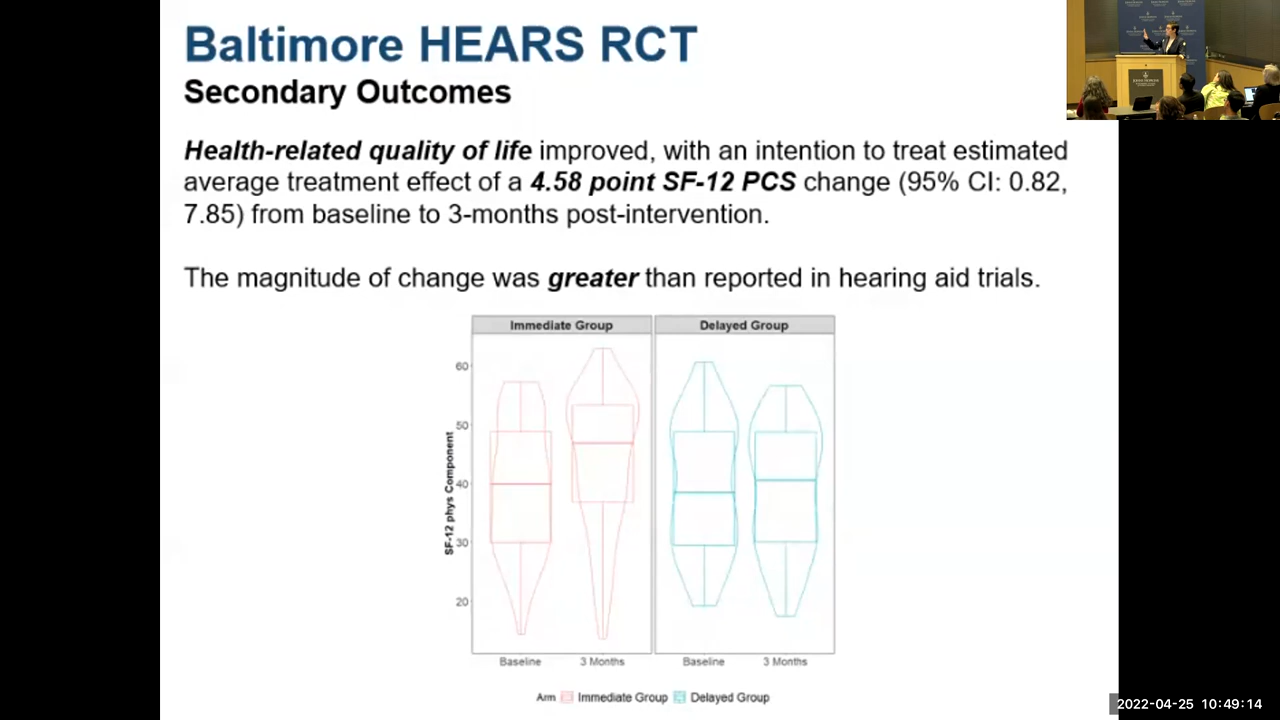 Baltimore HEARS RCT
Secondary Outcomes
Health-related quality of life improved, with an intention to treat estimated
average treatment effect of a 4.58 point SF-12 PCS change (95% CI: 0.82,
7.85) from baseline to 3-months post-intervention.
The magnitude of change was greater than reported in hearing aid trials.
Immediate Group
Delayed Group
SF-12 phys Component
60
50
40
30
20
Baseline
3 Months
Baseline
3 Months
Arm Immediate Group Delayed Group
2022-04-25 10:49:14